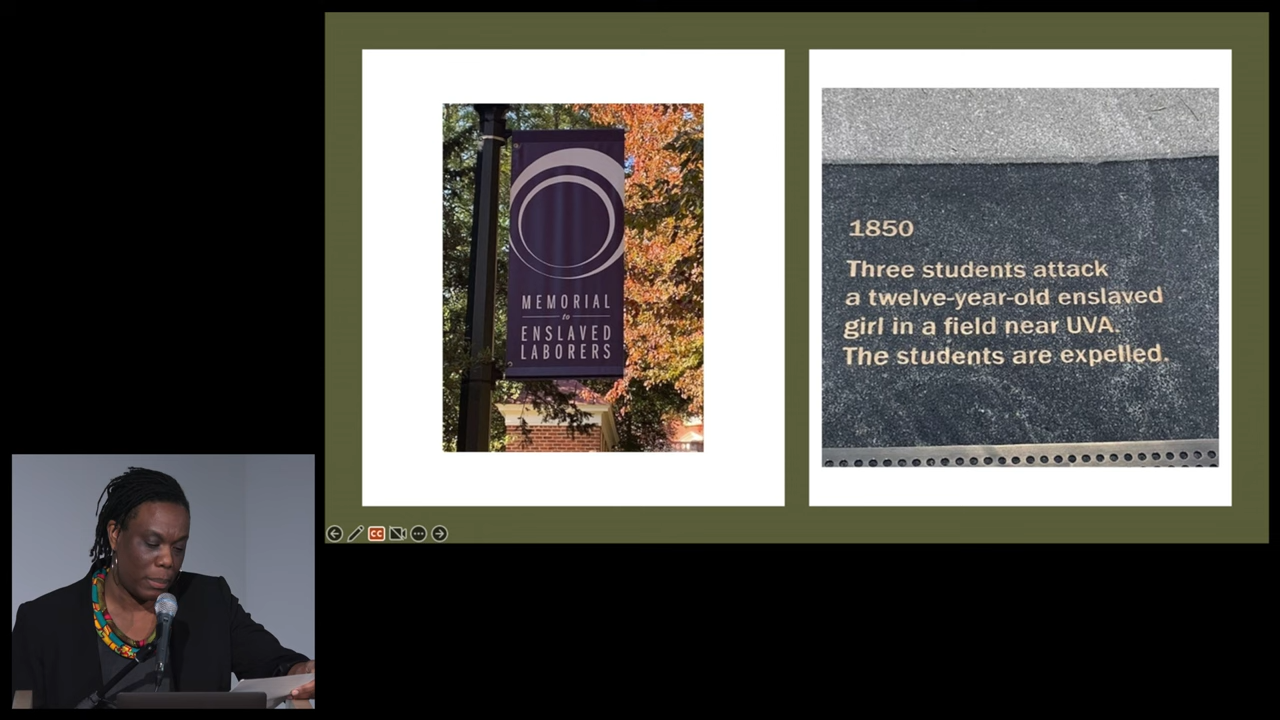 MEMORIAL
to
ENSLAVED
LABORERS
1850
Three students attack
a twelve-year-old enslaved
girl in a field near UVA.
The students are expelled.
CC